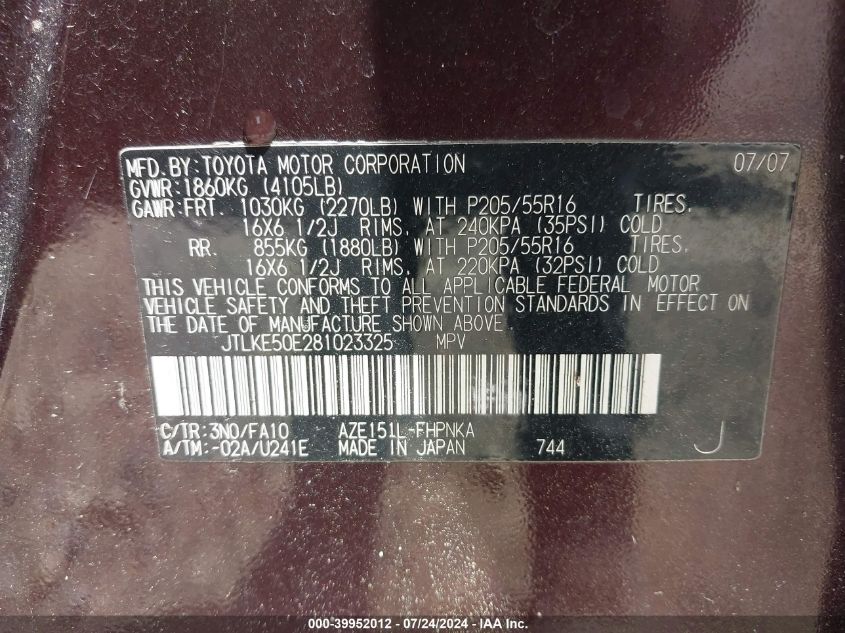 MFD.BY:TOYOTA MOTOR CORPORATION 07/07
GVWR:1860KG (4105LB)
GAWR:FRT. 1030KG (2270LB) WITH P205/55R16 TIRES,
16X6 1/2J RIMS, AT 240KPA (35PSI) COLD
RR. 855KG (1880LB) WITH P205/55R16 TIRES,
16X6 1/2J RIMS, AT 220KPA (32PSI) COLD
THIS VEHICLE CONFORMS TO ALL APPLICABLE FEDERAL MOTOR
VEHICLE SAFETY AND THEFT PREVENTION STANDARDS IN EFFECT ON
THE DATE OF MANUFACTURE SHOWN ABOVE.
JTLKE50E281023325 MPV
C/TR:3N0/FA10 AZE151L-FHPNKA
A/TM:-02A/U241E MADE IN JAPAN 744 J
000-39952012 - 07/24/2024 - IAA Inc.